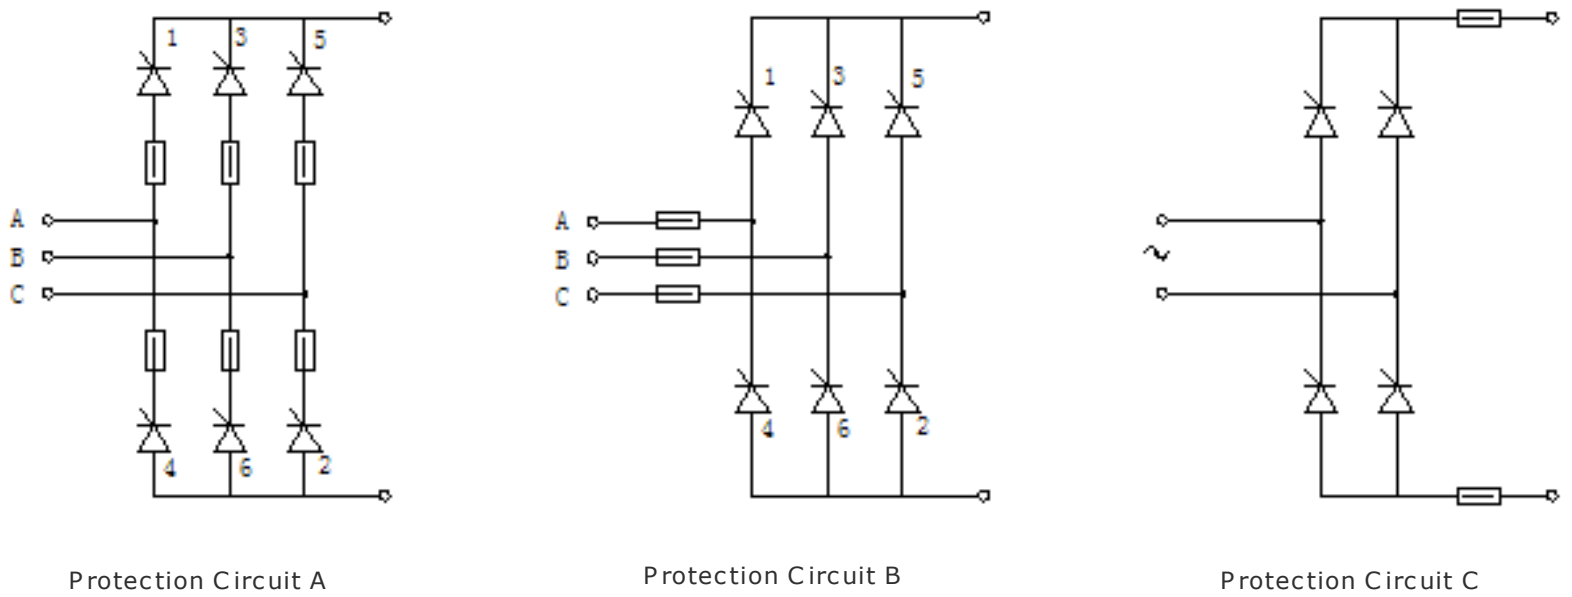 1 3 5
A
B
C
4 6 2
Protection Circuit A
1 3 5
A
B
C
4 6 2
Protection Circuit B
~
Protection Circuit C